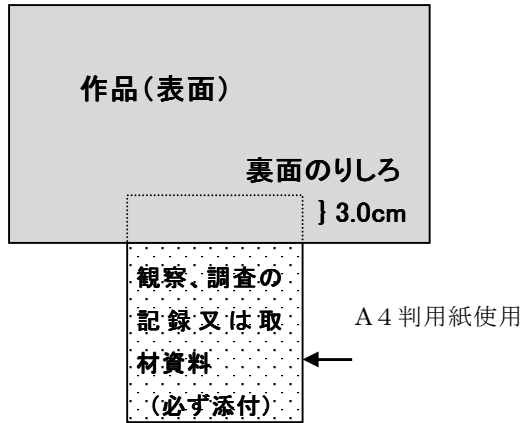 作品(表面)
裏面のりしろ
} 3.0cm
観察、調査の
記録又は取
材資料
(必ず添付)
A4判用紙使用